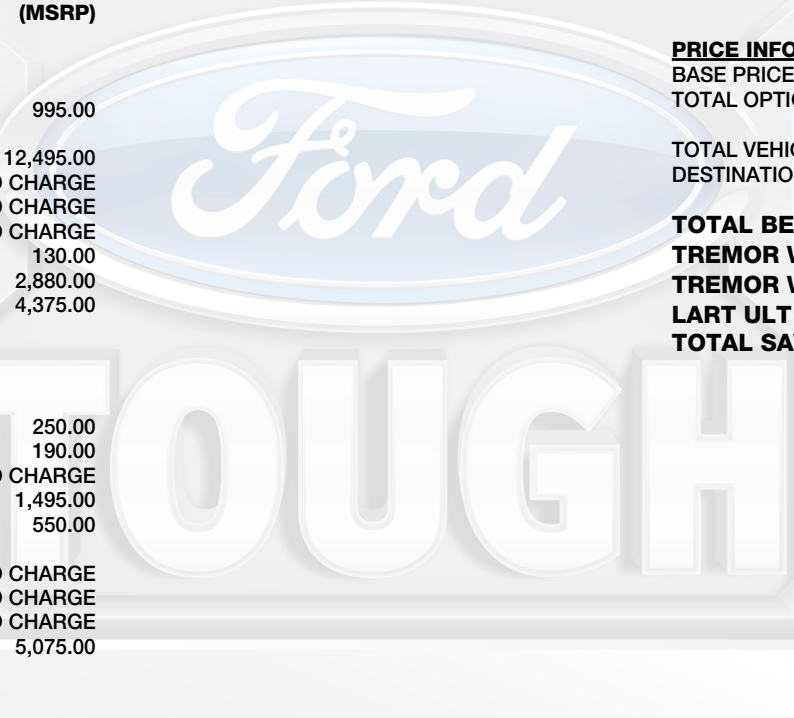 (MSRP)
995.00
12,495.00
CHARGE
CHARGE
CHARGE
130.00
2,880.00
4,375.00
250.00
190.00
CHARGE
1,495.00
550.00
CHARGE
CHARGE
CHARGE
5,075.00
PRICE INFO
BASE PRICE
TOTAL OPTIO
TOTAL VEHIC
DESTINATIO
TOTAL BE
TREMOR W
TREMOR W
LART ULT
TOTAL SAV
Ford
TOUGH